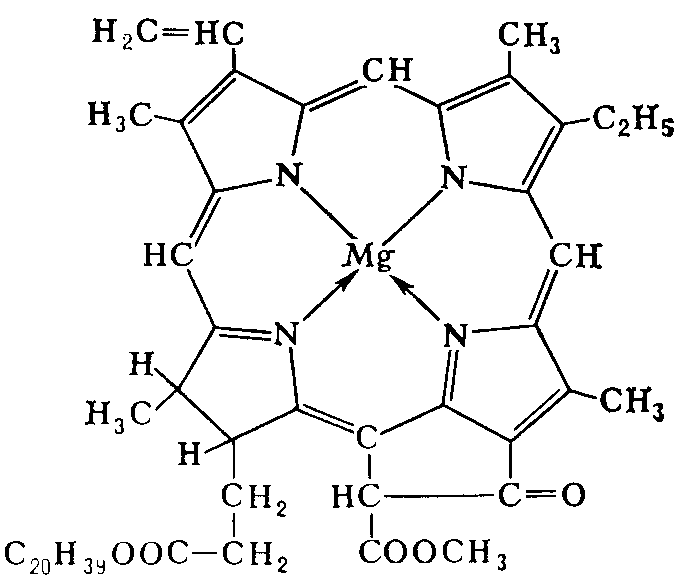 H₂C=HC CH CH₃
H₃C C₂H₅
N N
HC Mg CH
N N
H
H₃C CH₃
H C
CH₂ HC C=O
C₂₀H₃₉OOC–CH₂ COOCH₃